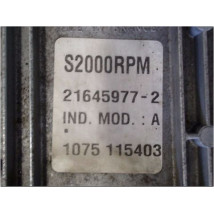 S2000RPM
21645977-2
IND. MOD. : A
1075 115403